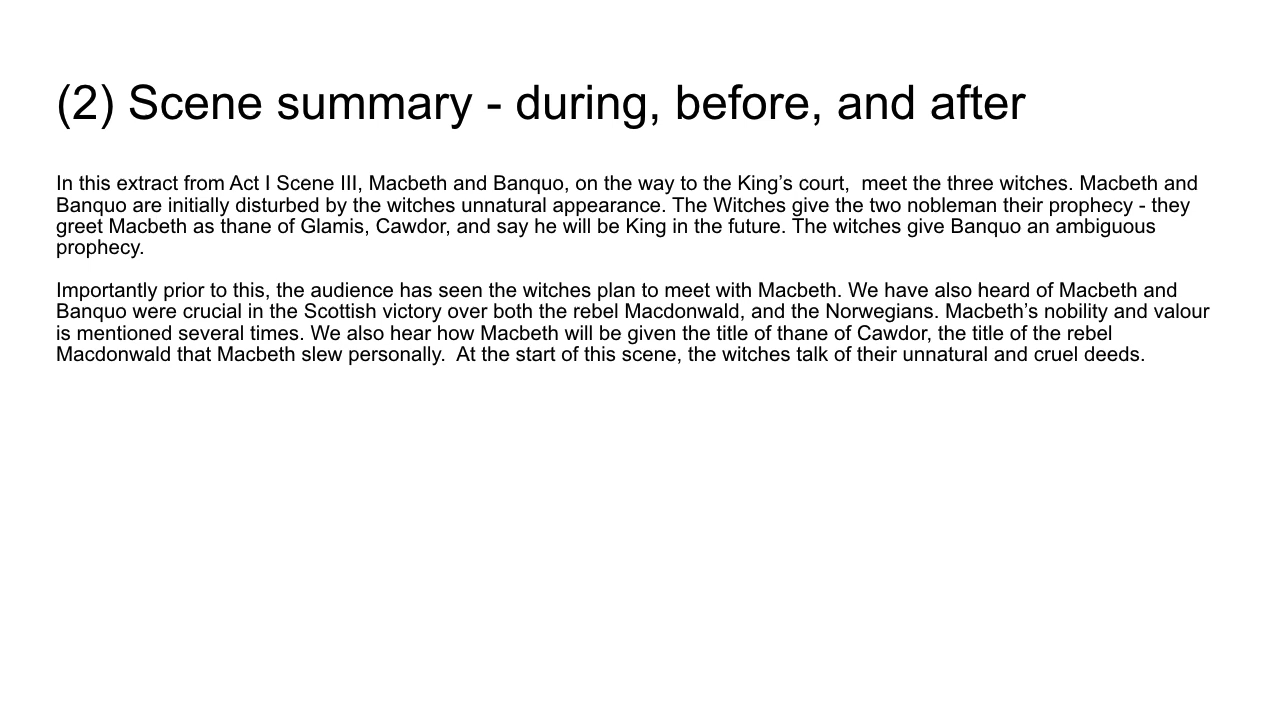 (2) Scene summary - during, before, and after
In this extract from Act I Scene III, Macbeth and Banquo, on the way to the King’s court,  meet the three witches. Macbeth and
Banquo are initially disturbed by the witches unnatural appearance. The Witches give the two nobleman their prophecy - they
greet Macbeth as thane of Glamis, Cawdor, and say he will be King in the future. The witches give Banquo an ambiguous
prophecy.
Importantly prior to this, the audience has seen the witches plan to meet with Macbeth. We have also heard of Macbeth and
Banquo were crucial in the Scottish victory over both the rebel Macdonwald, and the Norwegians. Macbeth’s nobility and valour
is mentioned several times. We also hear how Macbeth will be given the title of thane of Cawdor, the title of the rebel
Macdonwald that Macbeth slew personally.  At the start of this scene, the witches talk of their unnatural and cruel deeds.